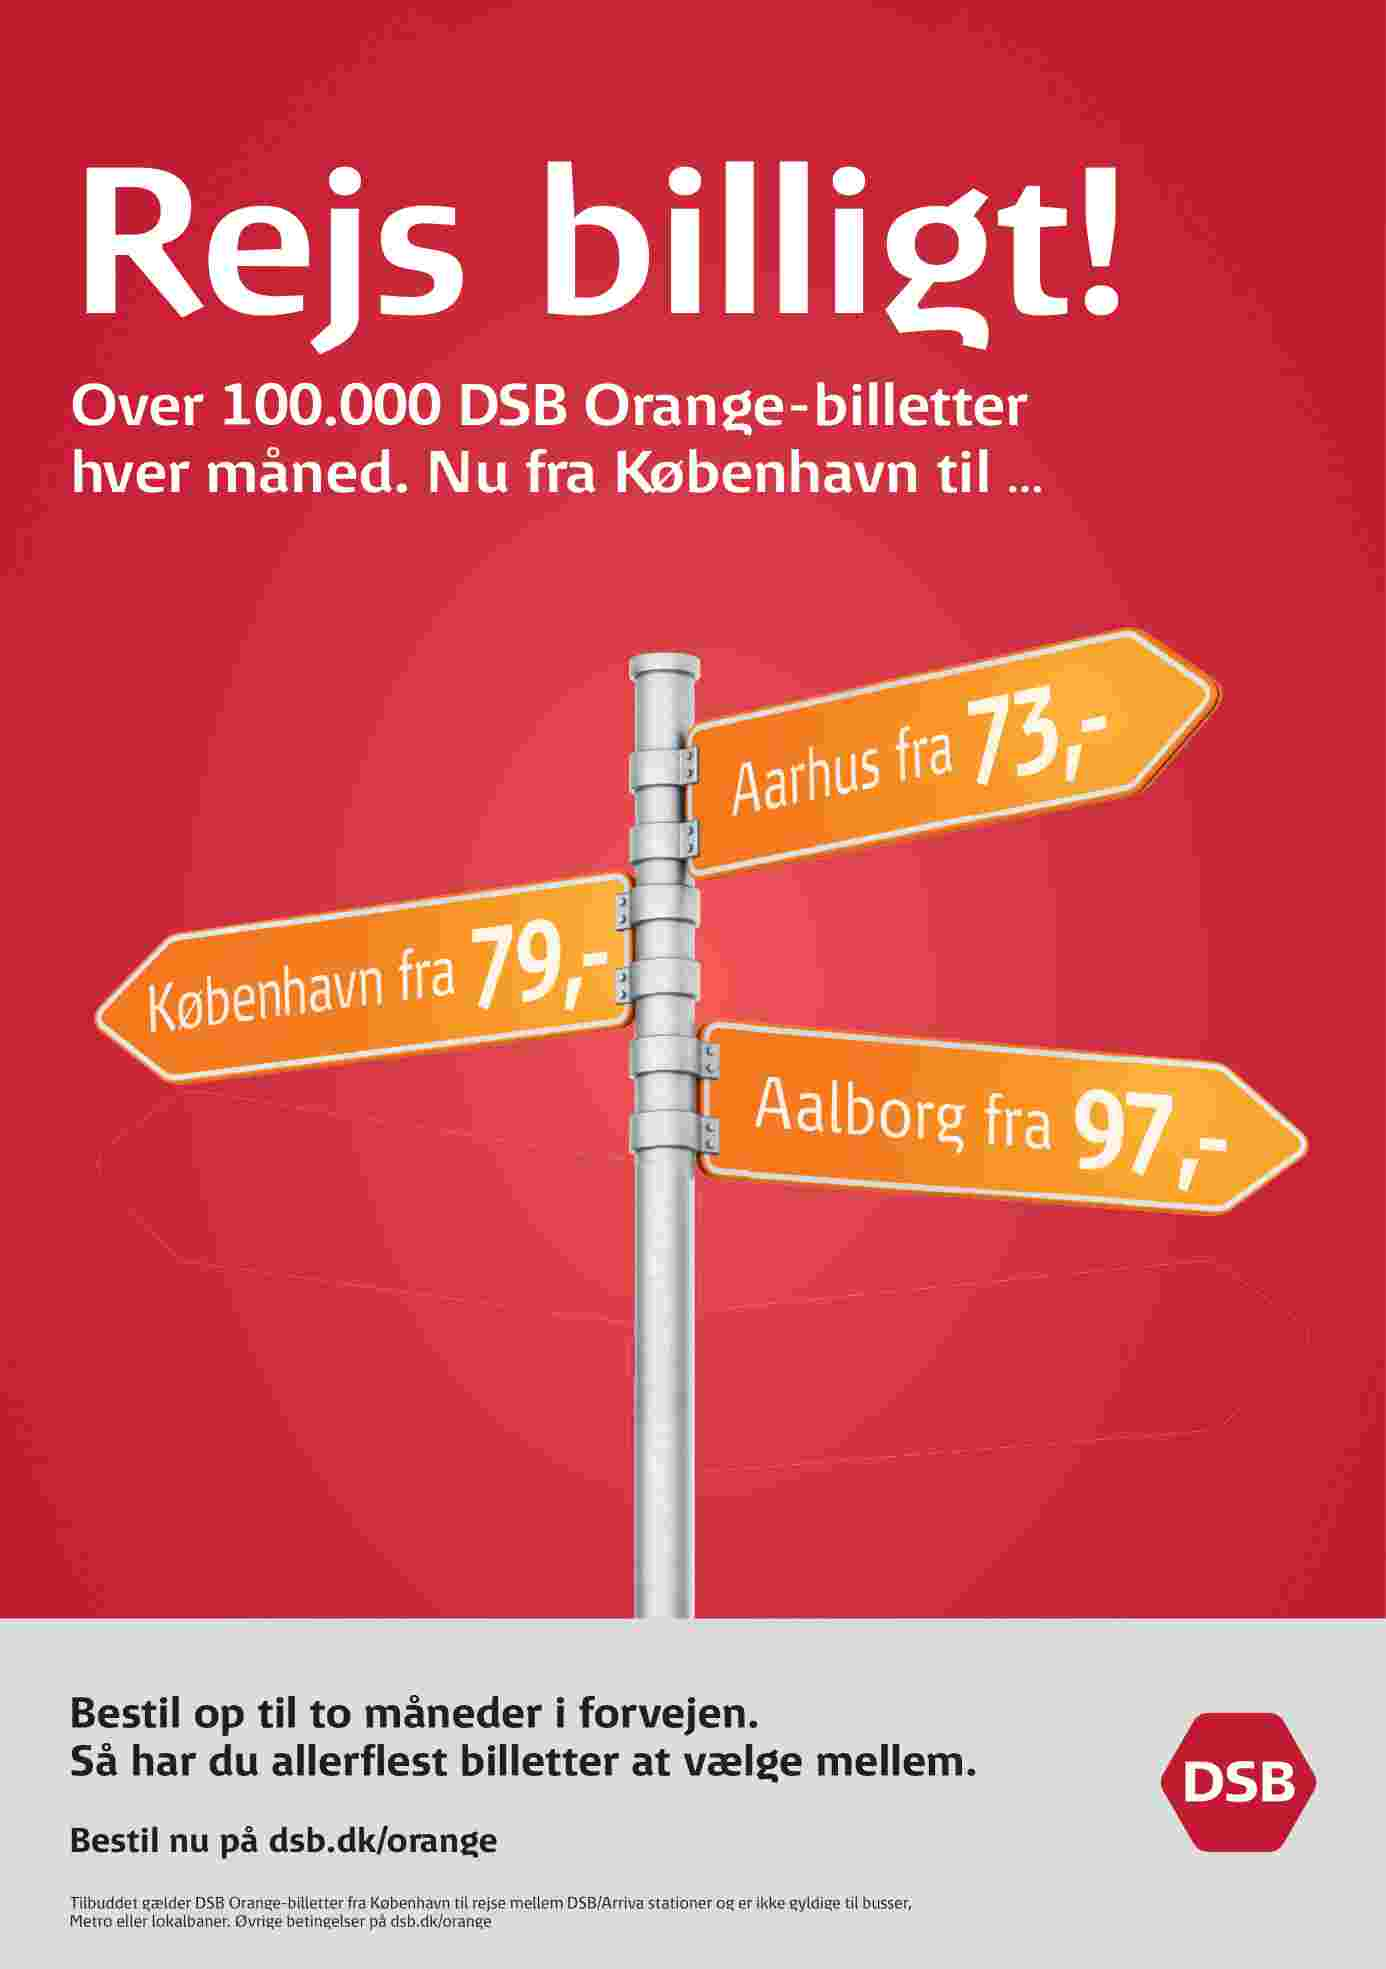 Rejs billigt!
Over 100.000 DSB Orange-billetter
hver måned. Nu fra København til ...
Aarhus fra 73,-
København fra 79,-
Aalborg fra 97,-
Bestil op til to måneder i forvejen.
Så har du allerflest billetter at vælge mellem.
DSB
Bestil nu på dsb.dk/orange
Tilbuddet gælder DSB Orange-billetter fra København til rejse mellem DSB/Arriva stationer og er ikke gyldige til busser,
Metro eller lokalbaner. Øvrige betingelser på dsb.dk/orange